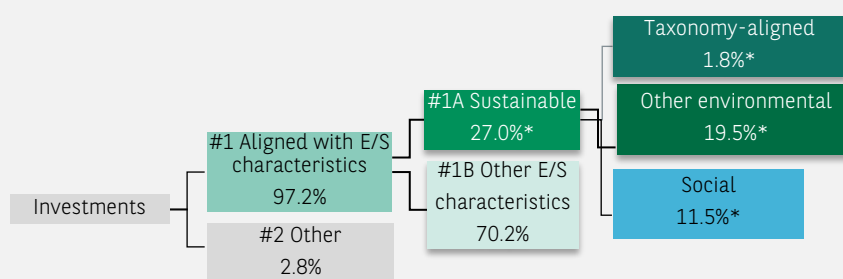 Taxonomy-aligned
1.8%*
#1A Sustainable
27.0%*
Other environmental
19.5%*
#1 Aligned with E/S
characteristics
97.2%
#1B Other E/S
characteristics
70.2%
Social
11.5%*
Investments
#2 Other
2.8%